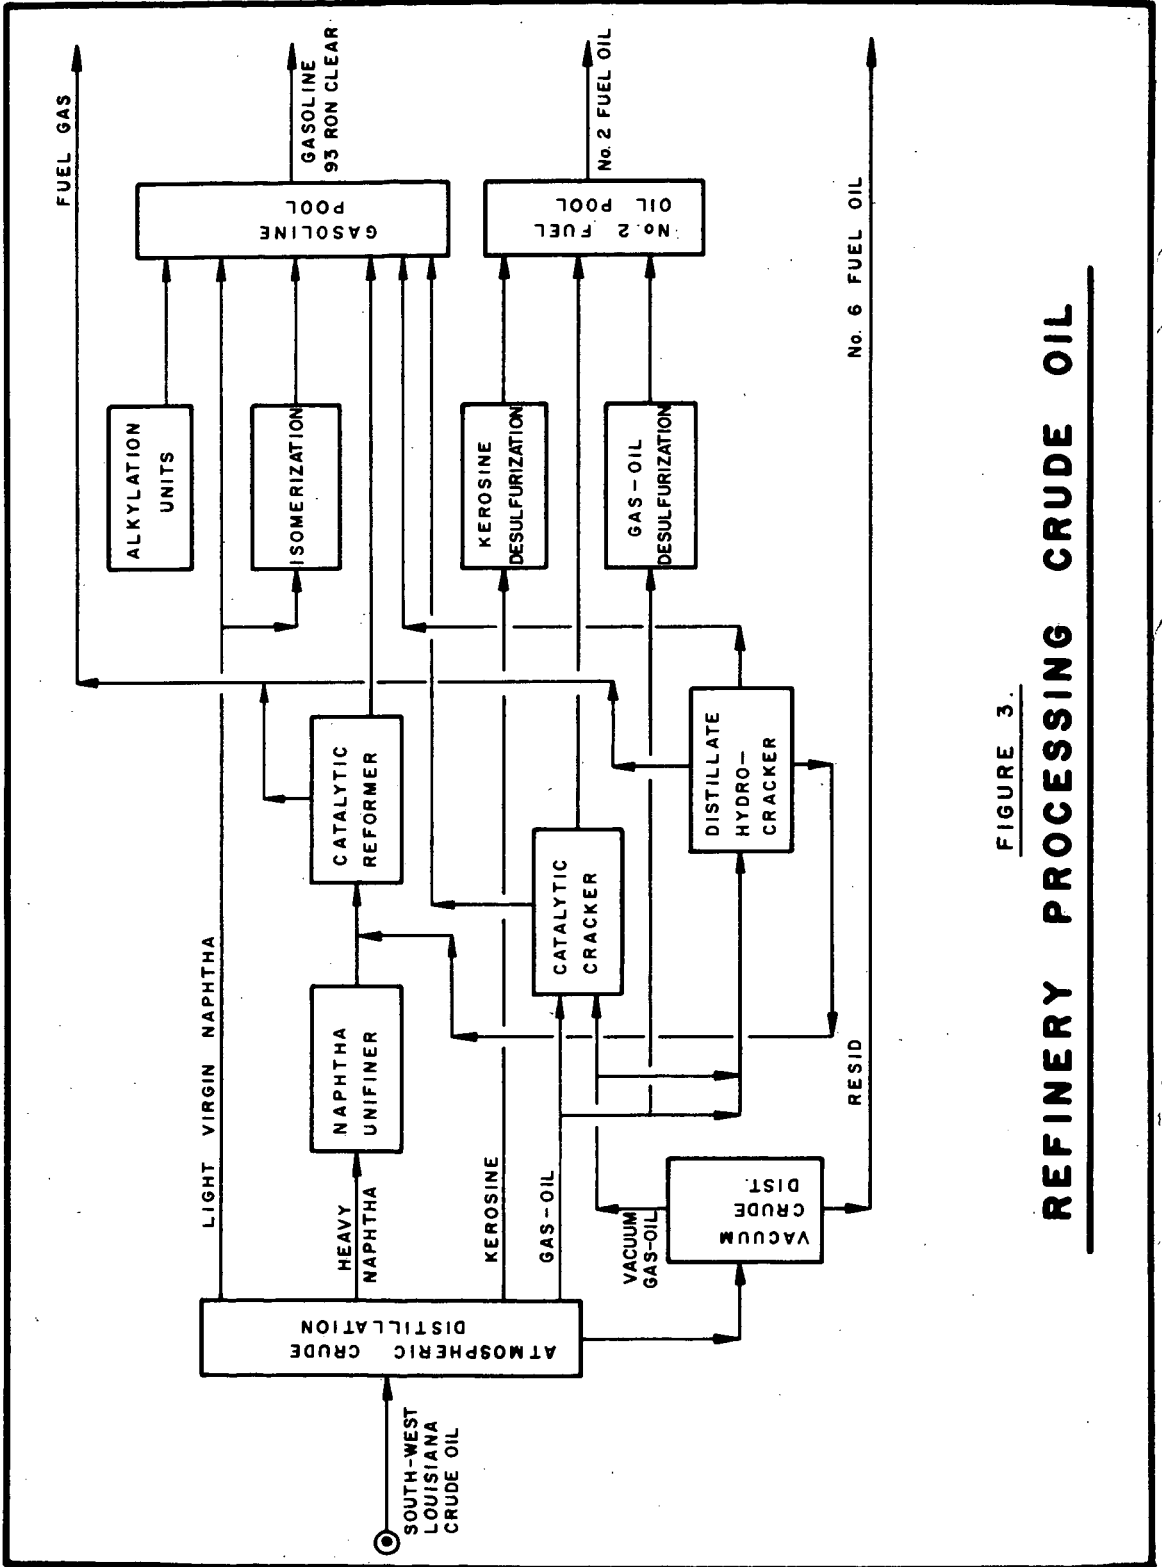 FUEL GAS
GASOLINE
93 RON CLEAR
No. 2 FUEL OIL
No. 6 FUEL OIL
GASOLINE
POOL
No. 2 FUEL
OIL POOL
ALKYLATION
UNITS
ISOMERIZATION
KEROSINE
DESULFURIZATION
GAS-OIL
DESULFURIZATION
CATALYTIC
REFORMER
CATALYTIC
CRACKER
DISTILLATE
HYDRO-
CRACKER
LIGHT VIRGIN NAPHTHA
NAPHTHA
UNIFINER
HEAVY
NAPHTHA
KEROSINE
GAS-OIL
VACUUM
GAS-OIL
RESID
VACUUM
CRUDE
DIST.
ATMOSPHERIC CRUDE
DISTILLATION
SOUTH-WEST
LOUISIANA
CRUDE OIL
FIGURE 3.
REFINERY PROCESSING CRUDE OIL